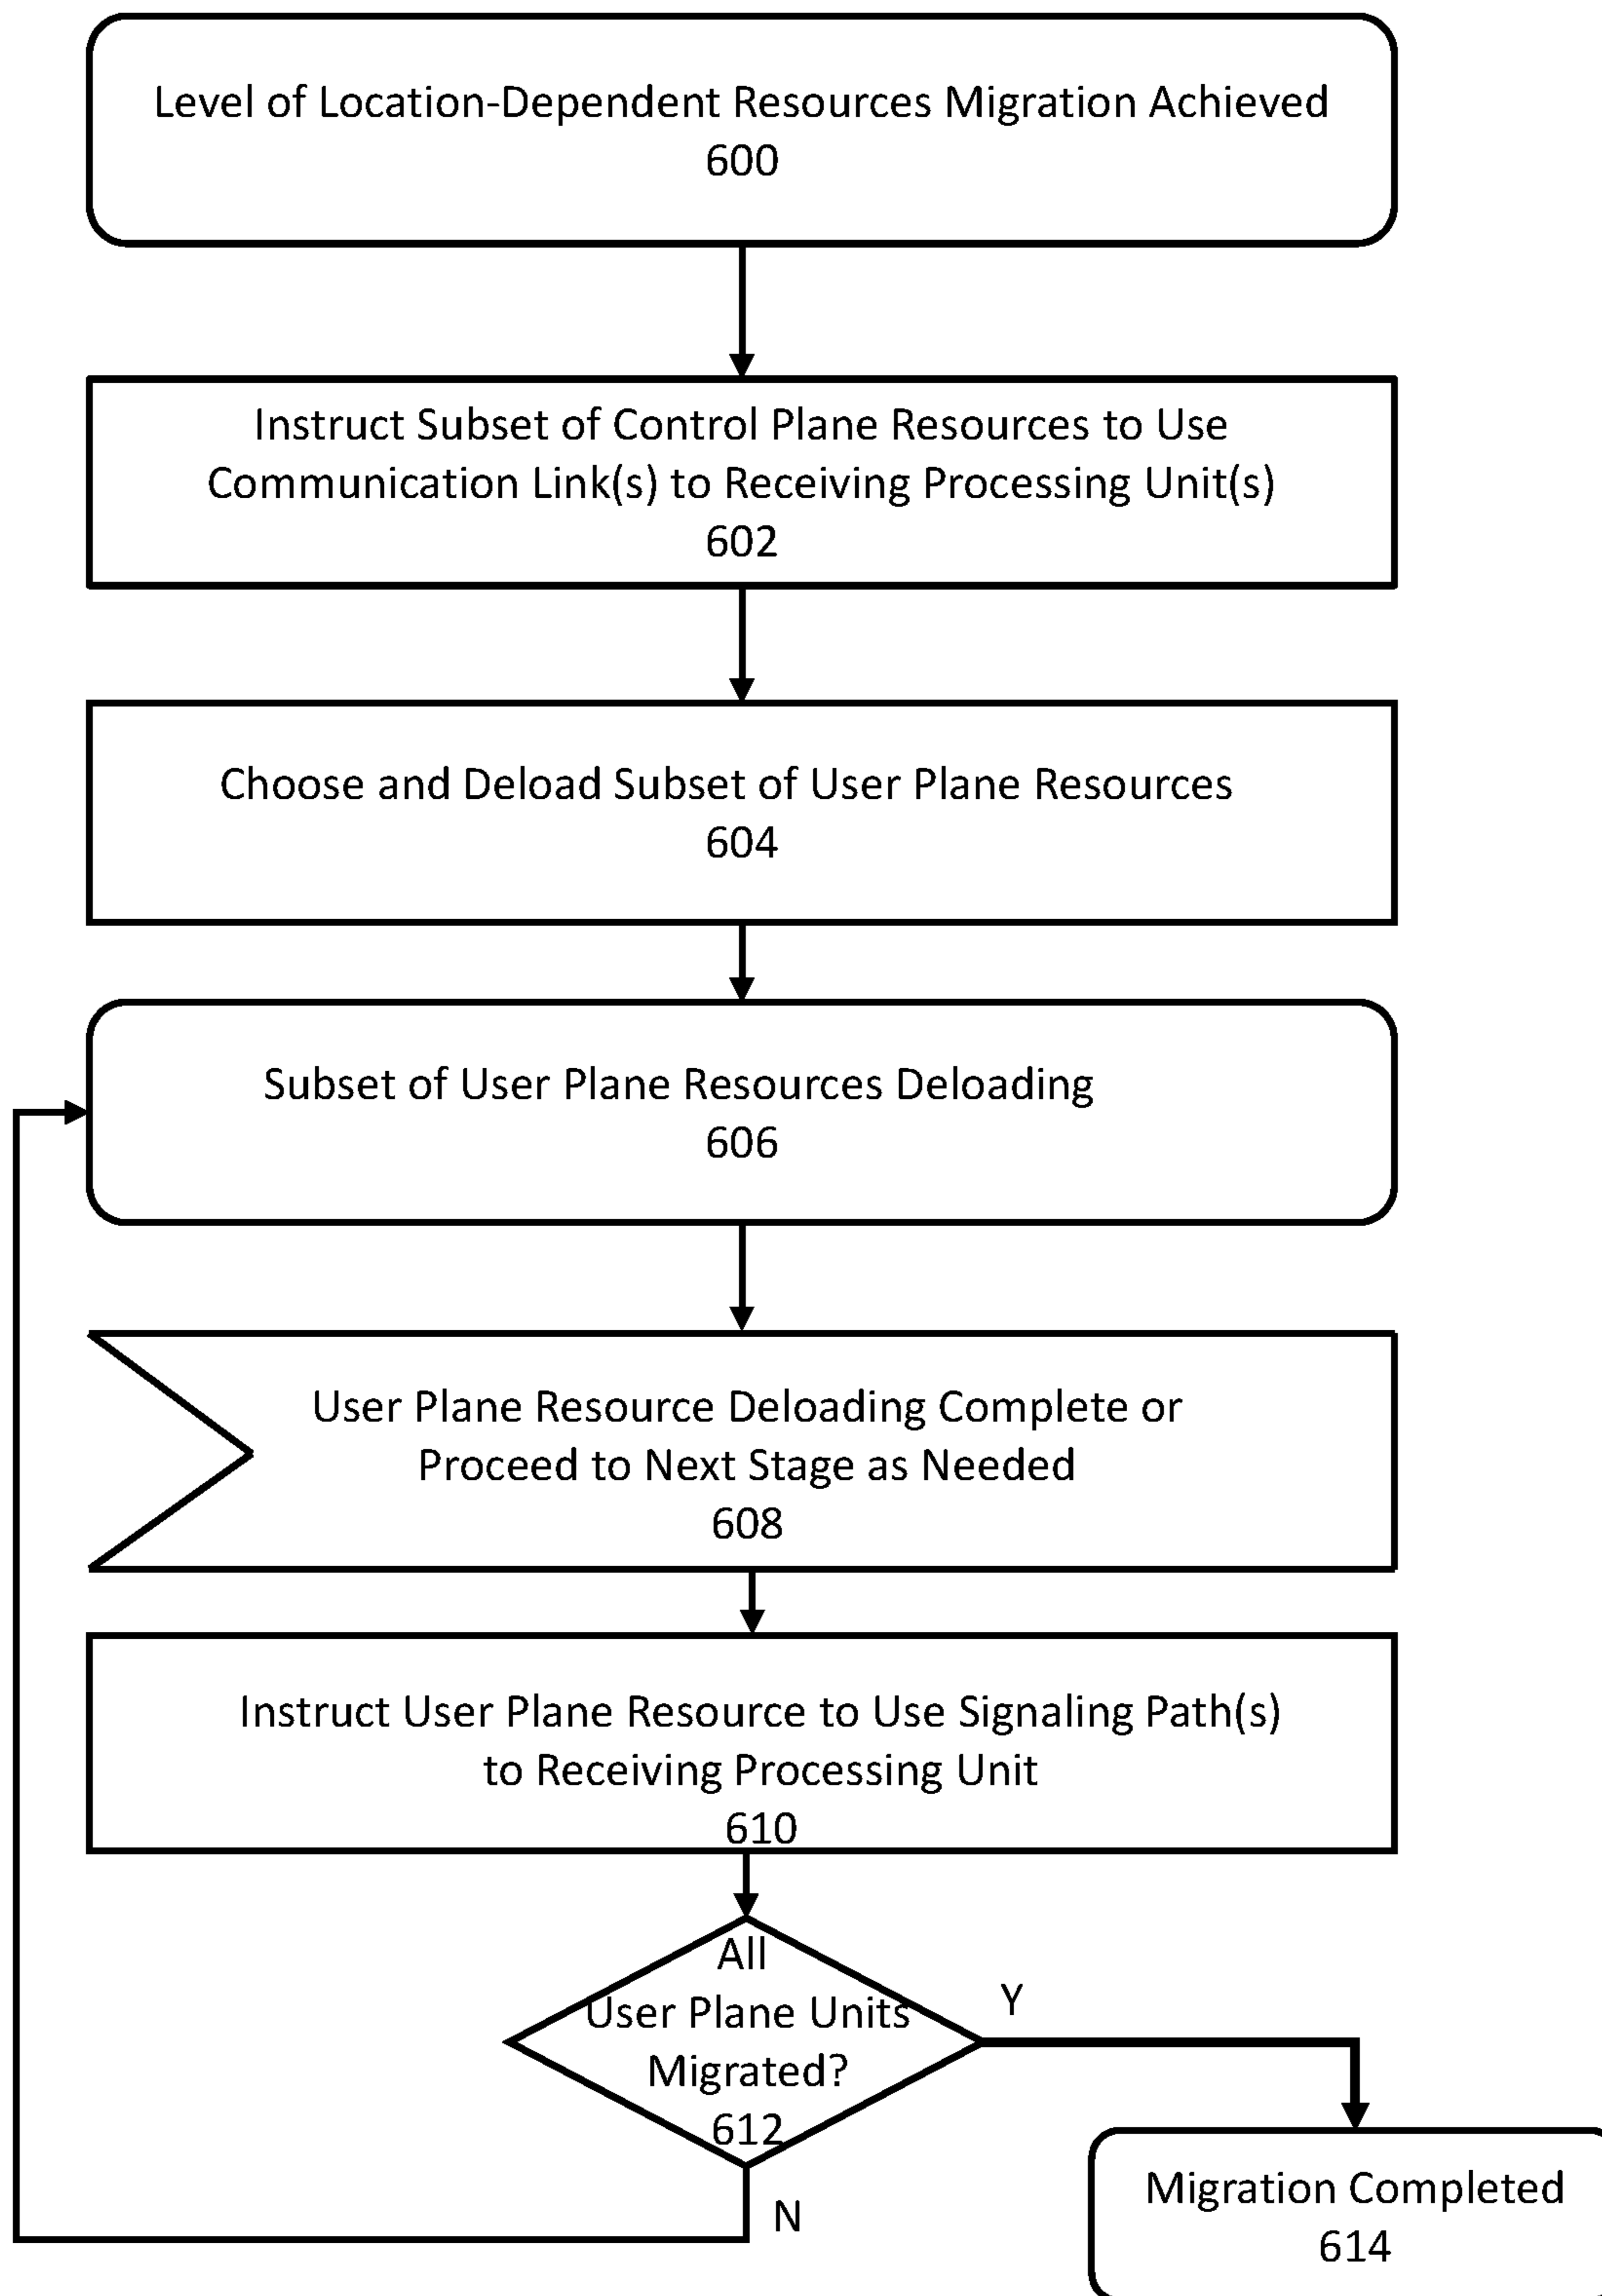 Level of Location-Dependent Resources Migration Achieved
600
Instruct Subset of Control Plane Resources to Use
Communication Link(s) to Receiving Processing Unit(s)
602
Choose and Deload Subset of User Plane Resources
604
Subset of User Plane Resources Deloading
606
User Plane Resource Deloading Complete or
Proceed to Next Stage as Needed
608
Instruct User Plane Resource to Use Signaling Path(s)
to Receiving Processing Unit
610
All
User Plane Units
Migrated?
612
Y
N
Migration Completed
614